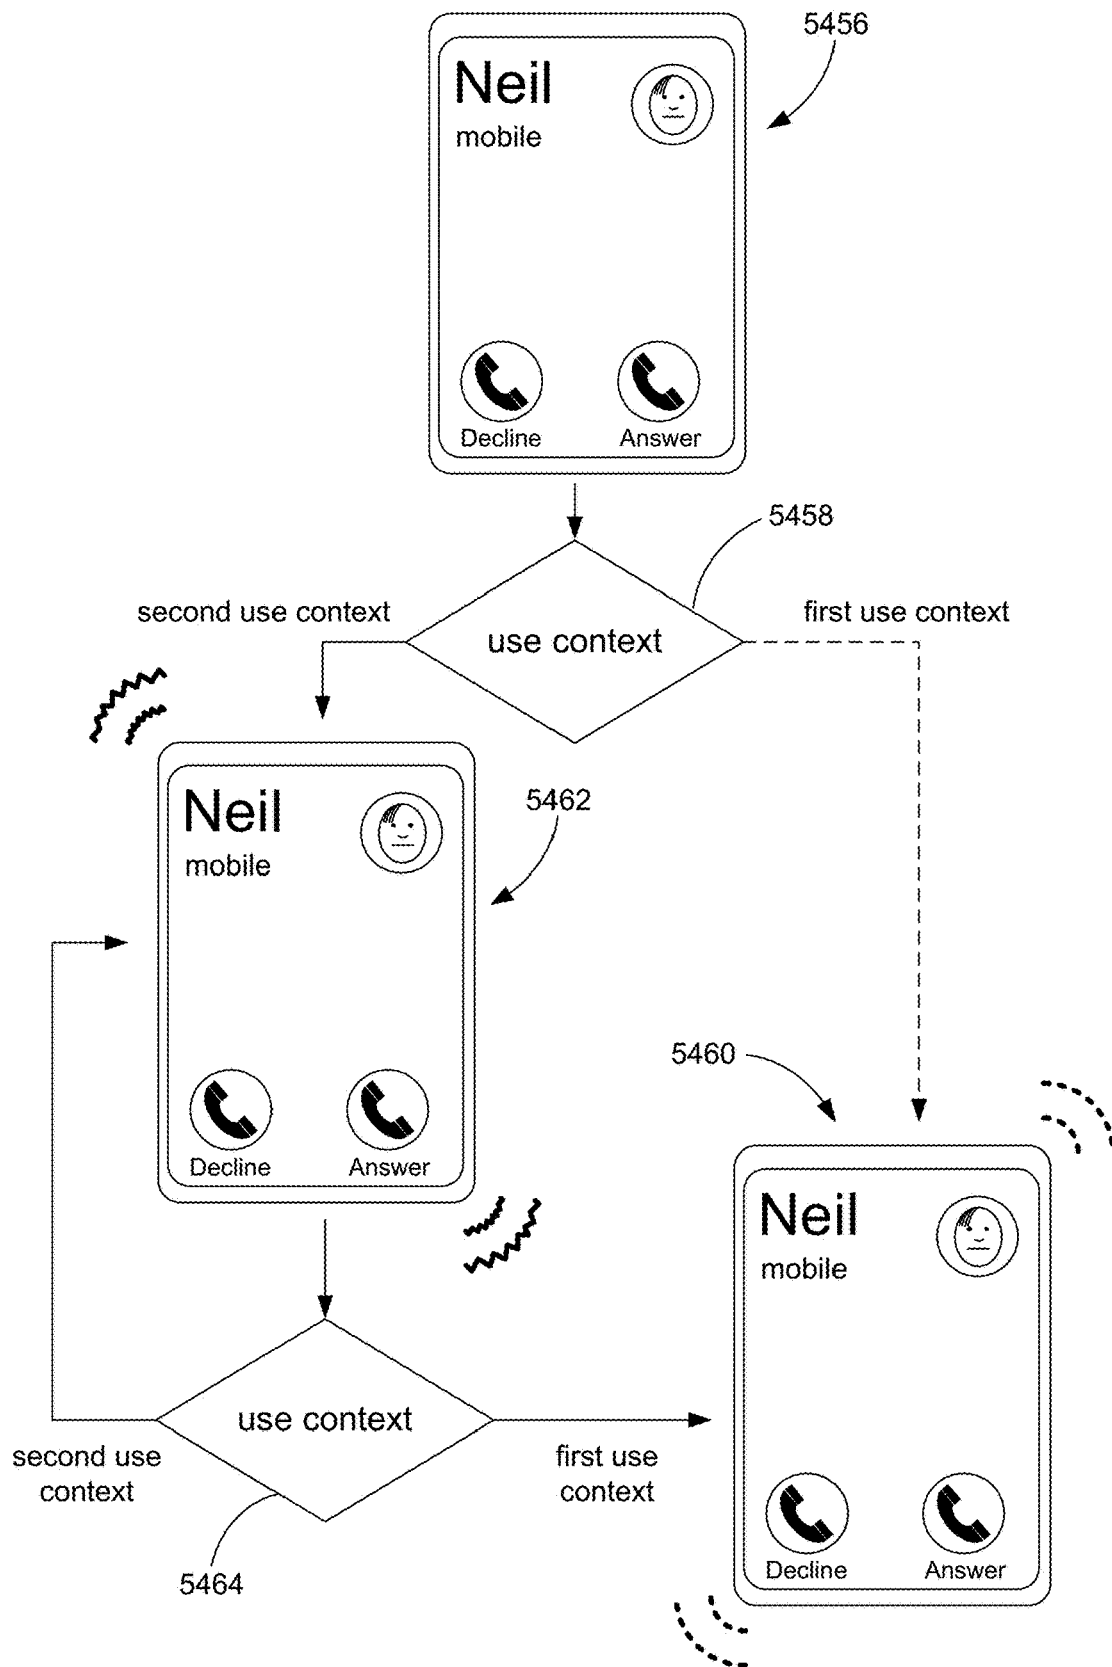 5456
Neil
mobile
Decline
Answer
5458
second use context
use context
first use context
5462
Neil
mobile
Decline
Answer
5460
Neil
mobile
use context
second use
context
first use
context
Decline
Answer
5464